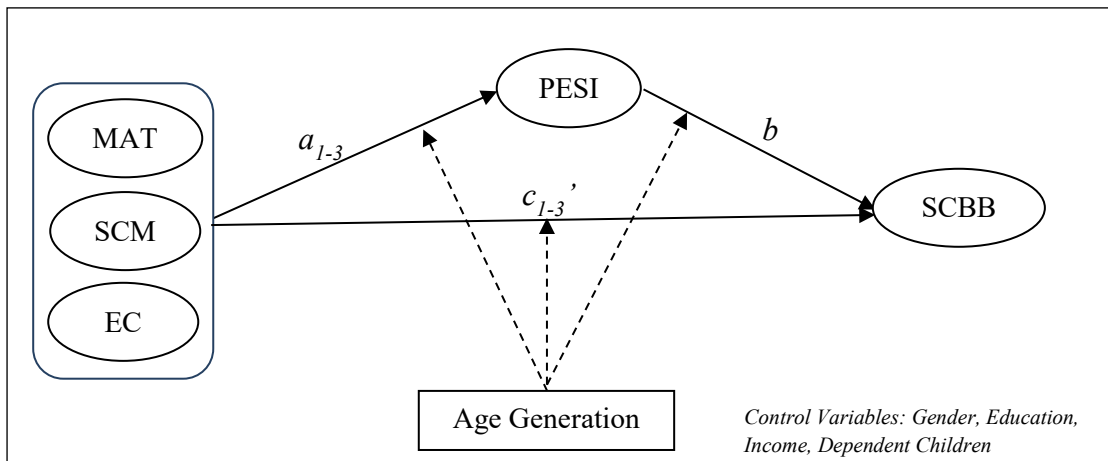 PESI
MAT
a1-3
b
SCM
c1-3’
SCBB
EC
Age Generation
Control Variables: Gender, Education,
Income, Dependent Children